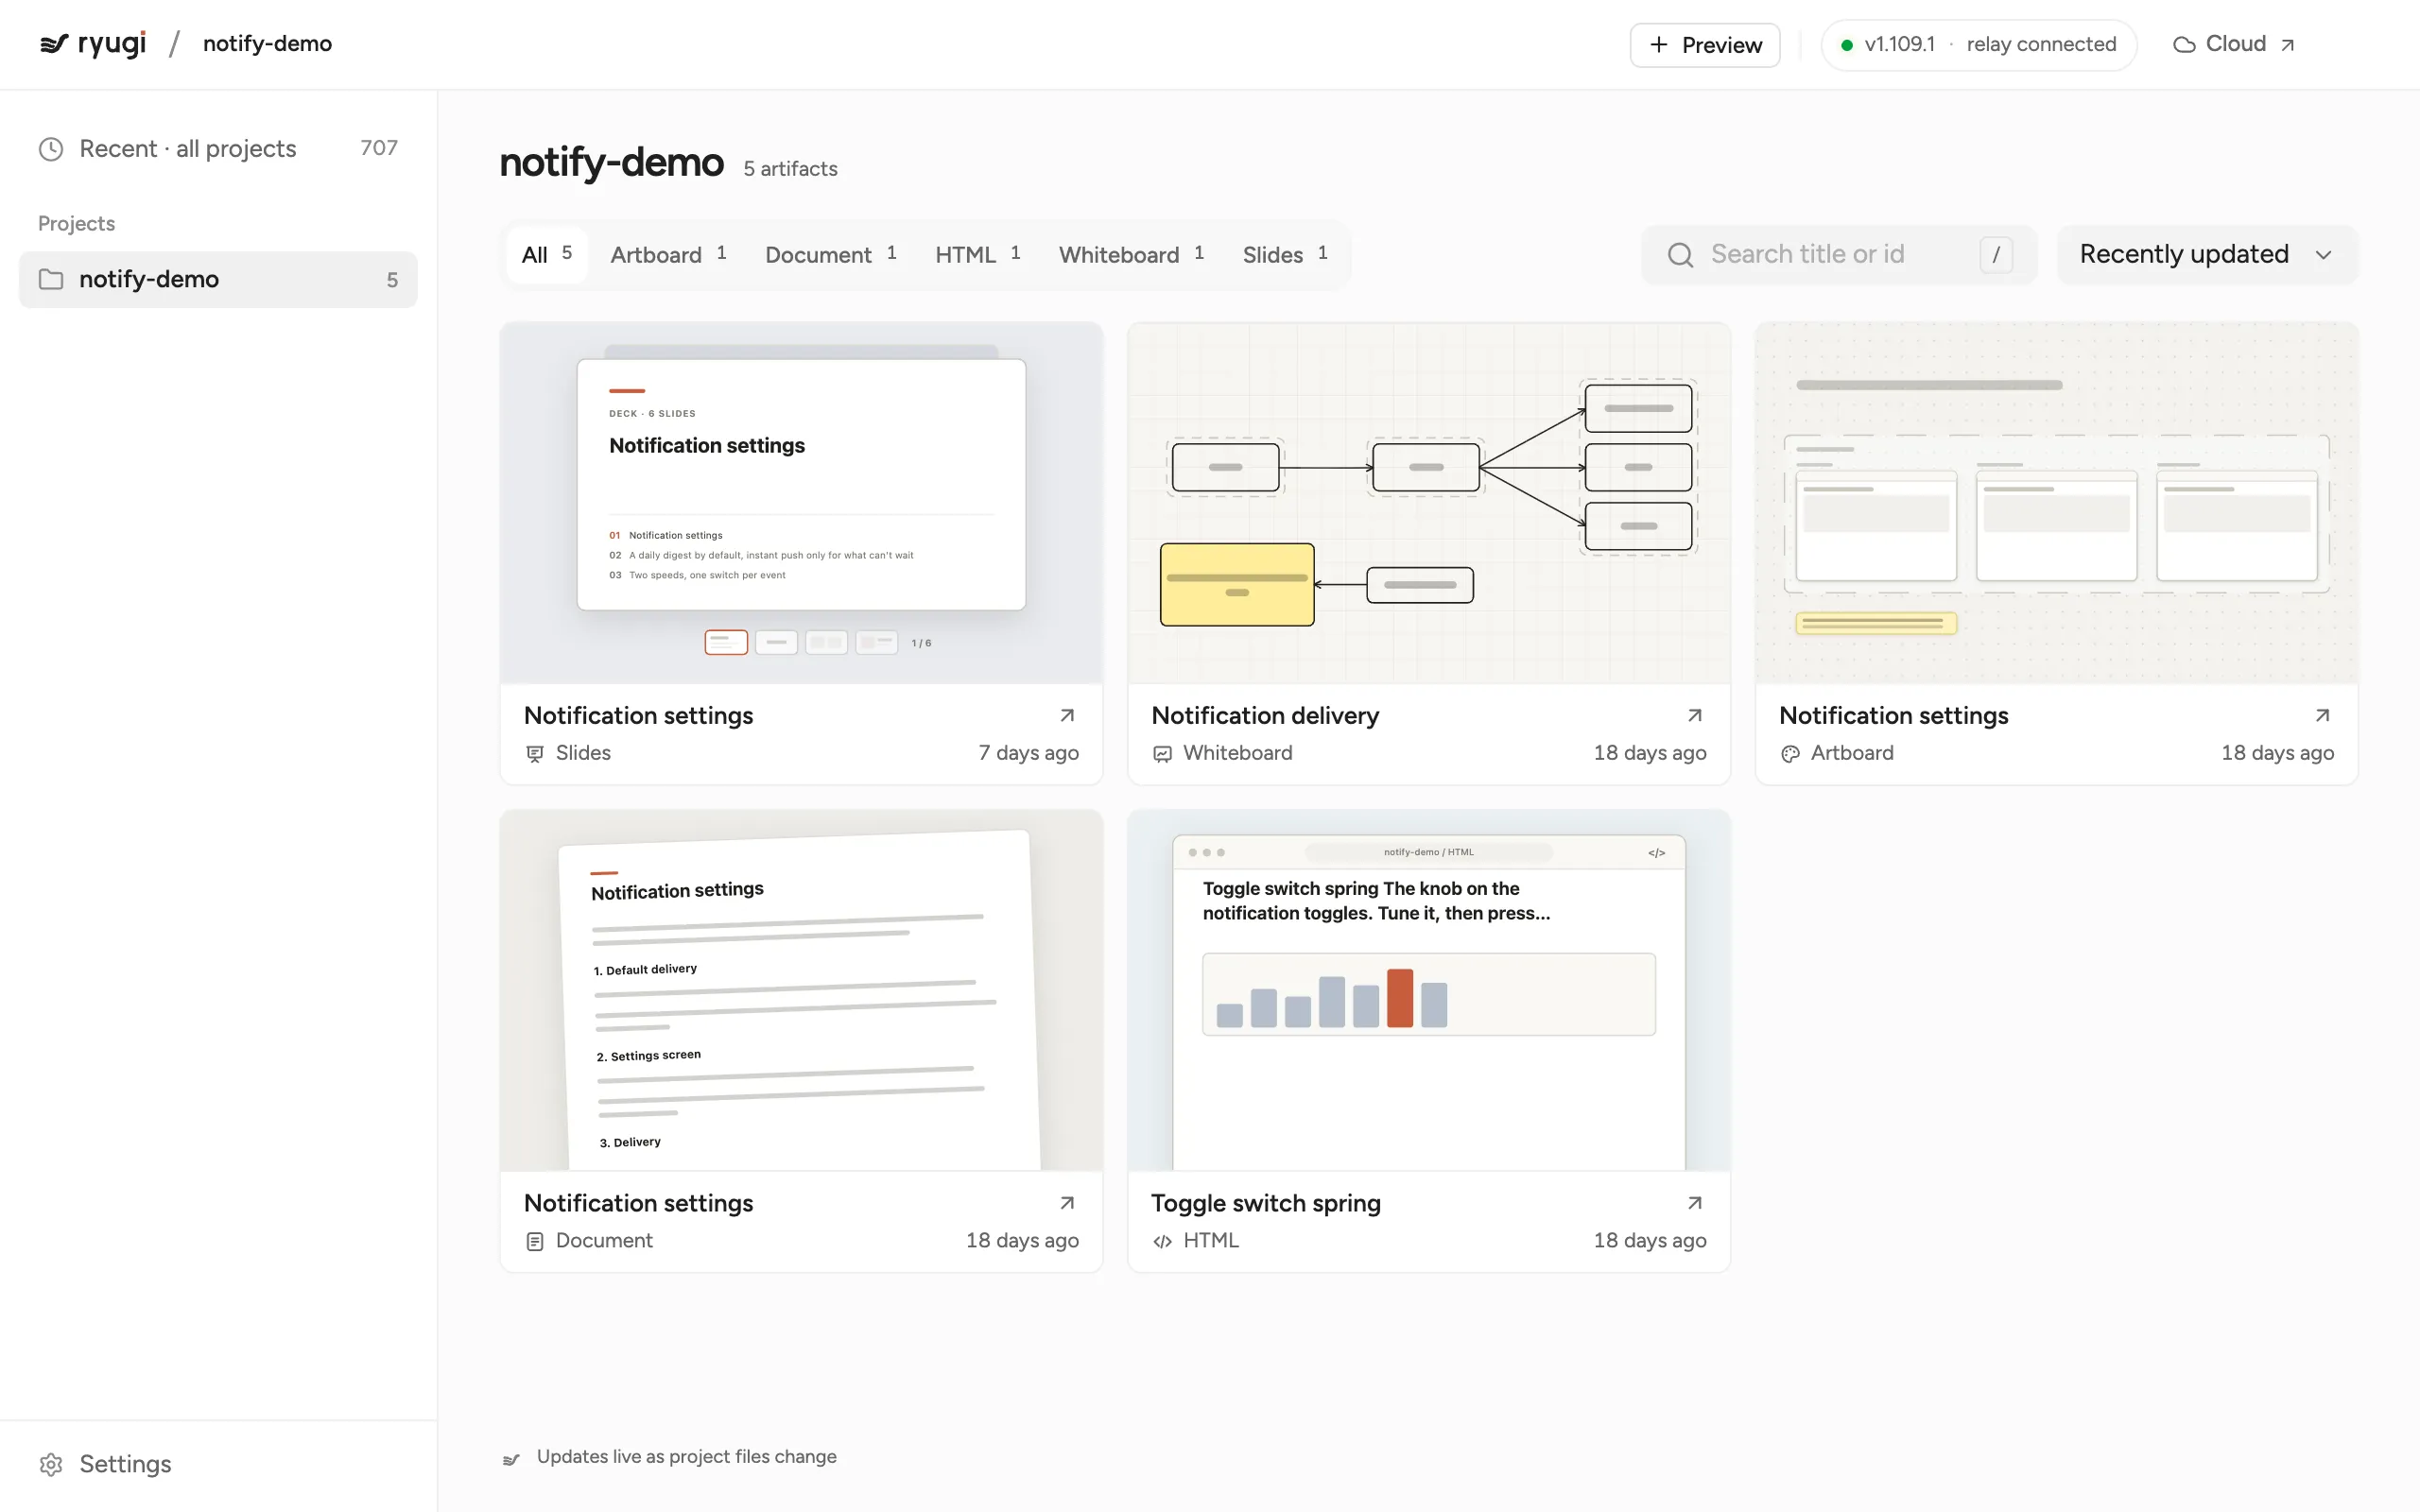 ryugi / notify-demo
+ Preview
v1.109.1 · relay connected
Cloud
Recent · all projects 707
Projects
notify-demo 5
Settings
notify-demo 5 artifacts
All 5 Artboard 1 Document 1 HTML 1 Whiteboard 1 Slides 1
Search title or id /
Recently updated
DECK · 6 SLIDES
Notification settings
01 Notification settings
02 A daily digest by default, instant push only for what can't wait
03 Two speeds, one switch per event
1 / 6
Notification settings
Slides 7 days ago
Notification delivery
Whiteboard 18 days ago
Notification settings
Artboard 18 days ago
Notification settings
1. Default delivery
2. Settings screen
3. Delivery
Notification settings
Document 18 days ago
notify-demo / HTML </>
Toggle switch spring The knob on the
notification toggles. Tune it, then press...
Toggle switch spring
</> HTML 18 days ago
Updates live as project files change